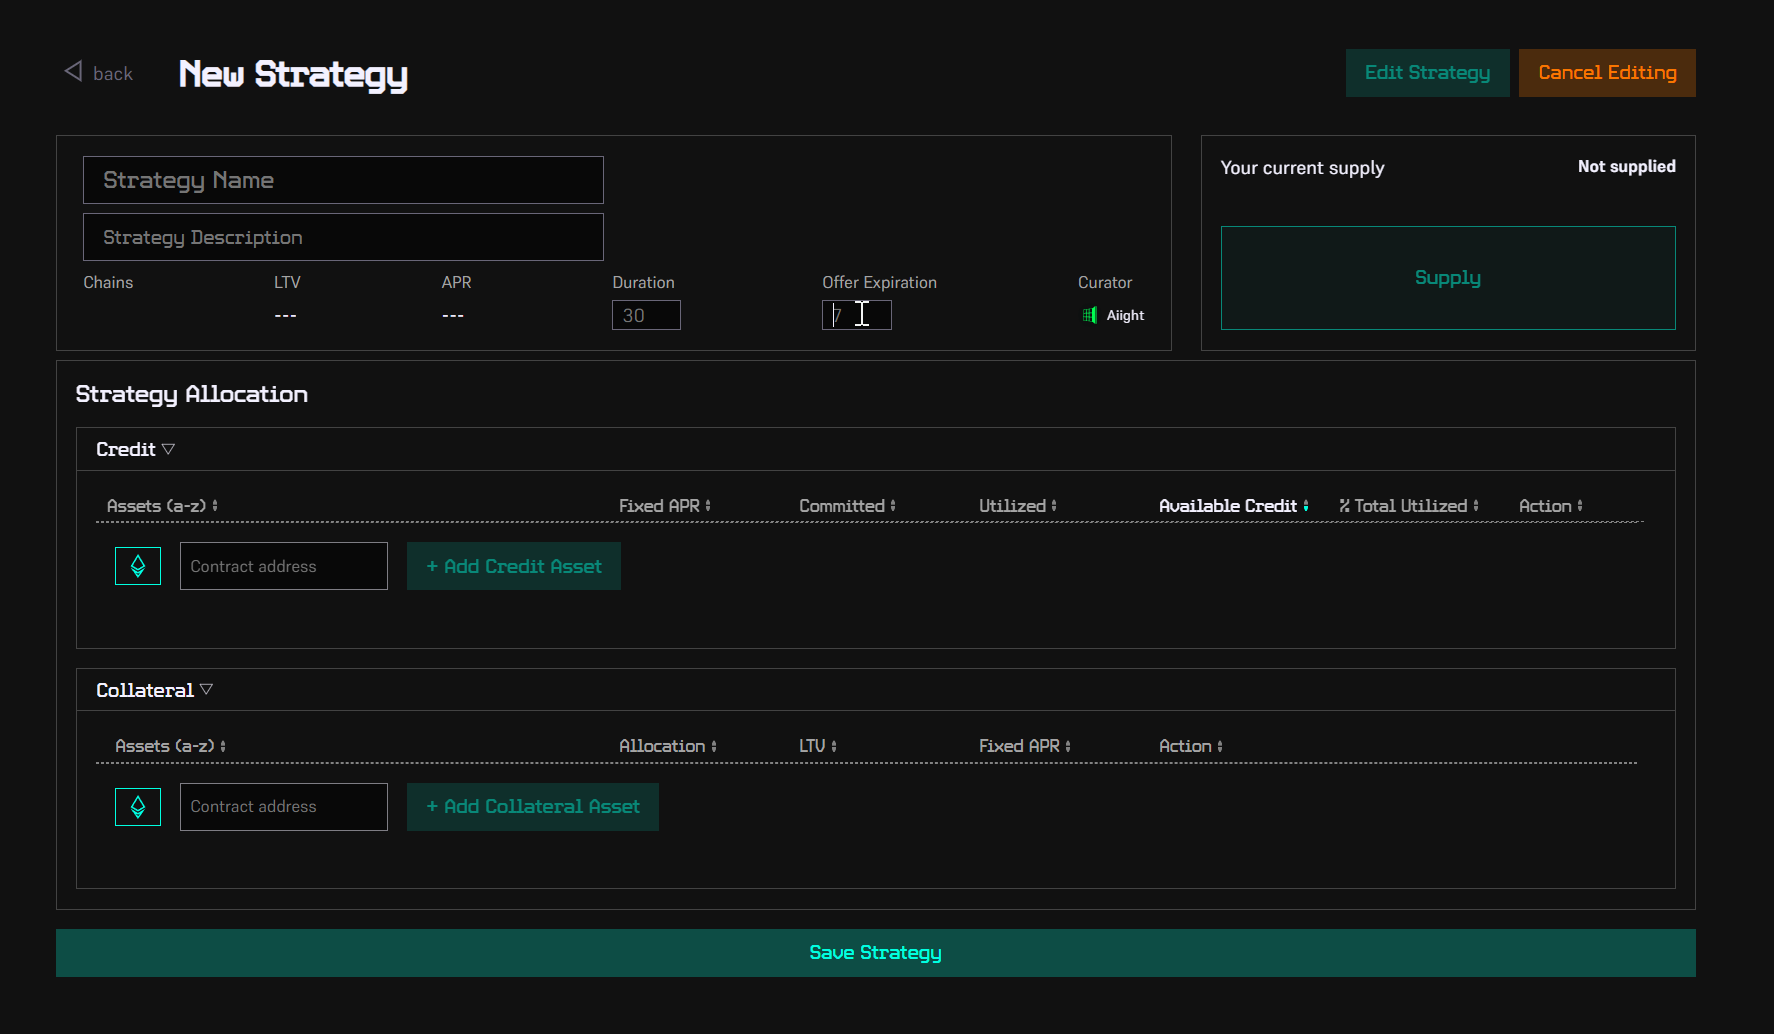 back
New Strategy
Edit Strategy
Cancel Editing
Strategy Name
Strategy Description
Chains LTV APR Duration Offer Expiration Curator
--- --- 30 7 Aiight
Your current supply Not supplied
Supply
Strategy Allocation
Credit
Assets (a-z) Fixed APR Committed Utilized Available Credit % Total Utilized Action
Contract address + Add Credit Asset
Collateral
Assets (a-z) Allocation LTV Fixed APR Action
Contract address + Add Collateral Asset
Save Strategy